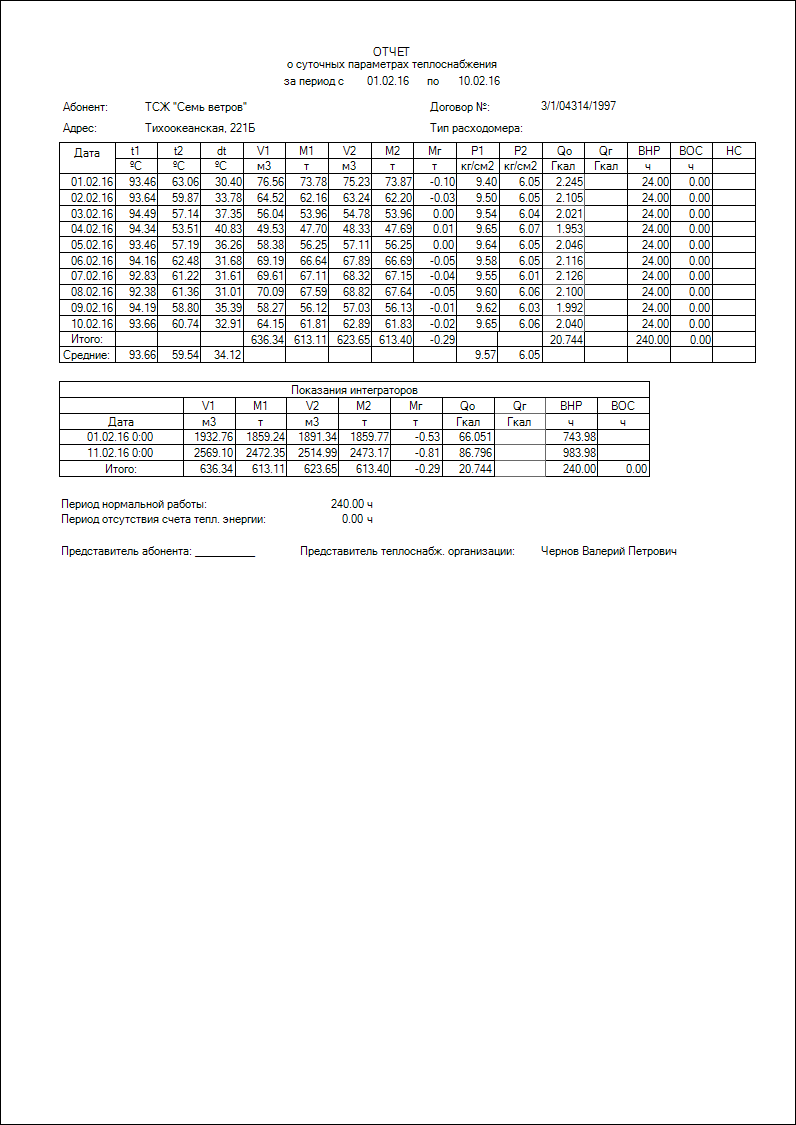 ОТЧЕТ
о суточных параметрах теплоснабжения
за период с 01.02.16 по 10.02.16
Абонент: ТСЖ "Семь ветров" Договор №: 3/1/04314/1997
Адрес: Тихоокеанская, 221Б Тип расходомера:
Дата t1 t2 dt V1 M1 V2 M2 Мг P1 P2 Qо Qг ВНР ВОС НС
ºС ºС ºС м3 т м3 т т кг/см2 кг/см2 Гкал Гкал ч ч
01.02.16 93.46 63.06 30.40 76.56 73.78 75.23 73.87 -0.10 9.40 6.05 2.245 24.00 0.00
02.02.16 93.64 59.87 33.78 64.52 62.16 63.24 62.20 -0.03 9.50 6.05 2.105 24.00 0.00
03.02.16 94.49 57.14 37.35 56.04 53.96 54.78 53.96 0.00 9.54 6.04 2.021 24.00 0.00
04.02.16 94.34 53.51 40.83 49.53 47.70 48.33 47.69 0.01 9.65 6.07 1.953 24.00 0.00
05.02.16 93.46 57.19 36.26 58.38 56.25 57.11 56.25 0.00 9.64 6.05 2.046 24.00 0.00
06.02.16 94.16 62.48 31.68 69.19 66.64 67.89 66.69 -0.05 9.58 6.05 2.116 24.00 0.00
07.02.16 92.83 61.22 31.61 69.61 67.11 68.32 67.15 -0.04 9.55 6.01 2.126 24.00 0.00
08.02.16 92.38 61.36 31.01 70.09 67.59 68.82 67.64 -0.05 9.60 6.06 2.100 24.00 0.00
09.02.16 94.19 58.80 35.39 58.27 56.12 57.03 56.13 -0.01 9.62 6.03 1.992 24.00 0.00
10.02.16 93.66 60.74 32.91 64.15 61.81 62.89 61.83 -0.02 9.65 6.06 2.040 24.00 0.00
Итого: 636.34 613.11 623.65 613.40 -0.29 20.744 240.00 0.00
Средние: 93.66 59.54 34.12 9.57 6.05
Показания интеграторов
V1 M1 V2 M2 Мг Qо Qг ВНР ВОС
Дата м3 т м3 т т Гкал Гкал ч ч
01.02.16 0:00 1932.76 1859.24 1891.34 1859.77 -0.53 66.051 743.98
11.02.16 0:00 2569.10 2472.35 2514.99 2473.17 -0.81 86.796 983.98
Итого: 636.34 613.11 623.65 613.40 -0.29 20.744 240.00 0.00
Период нормальной работы: 240.00 ч
Период отсутствия счета тепл. энергии: 0.00 ч
Представитель абонента: __________ Представитель теплоснабж. организации: Чернов Валерий Петрович